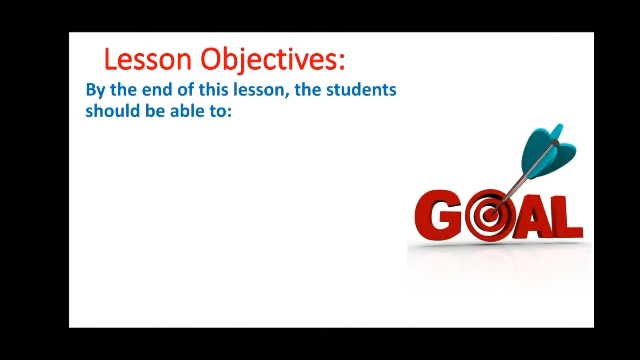 Lesson Objectives:
By the end of this lesson, the students
should be able to:
GOAL